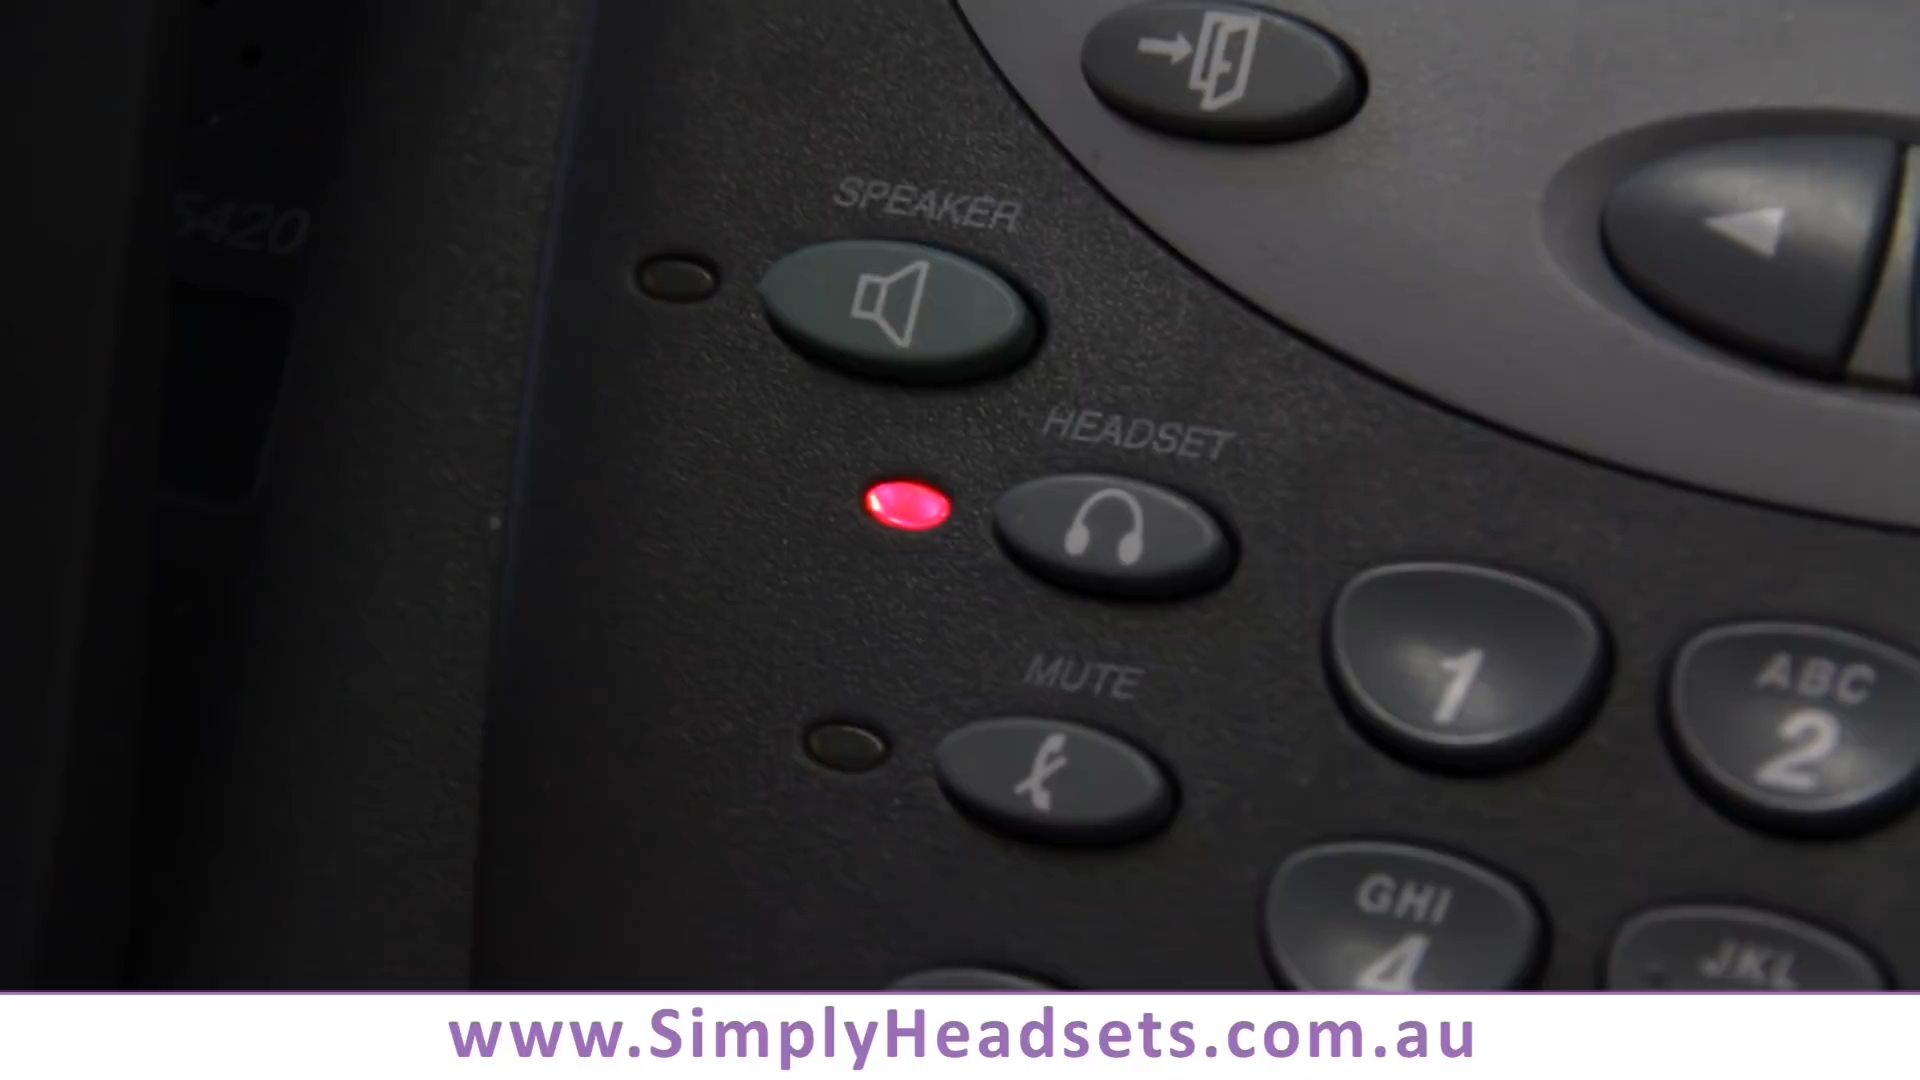 SPEAKER
5420
HEADSET
MUTE
1
ABC
2
GHI
4
JKL
www.SimplyHeadsets.com.au